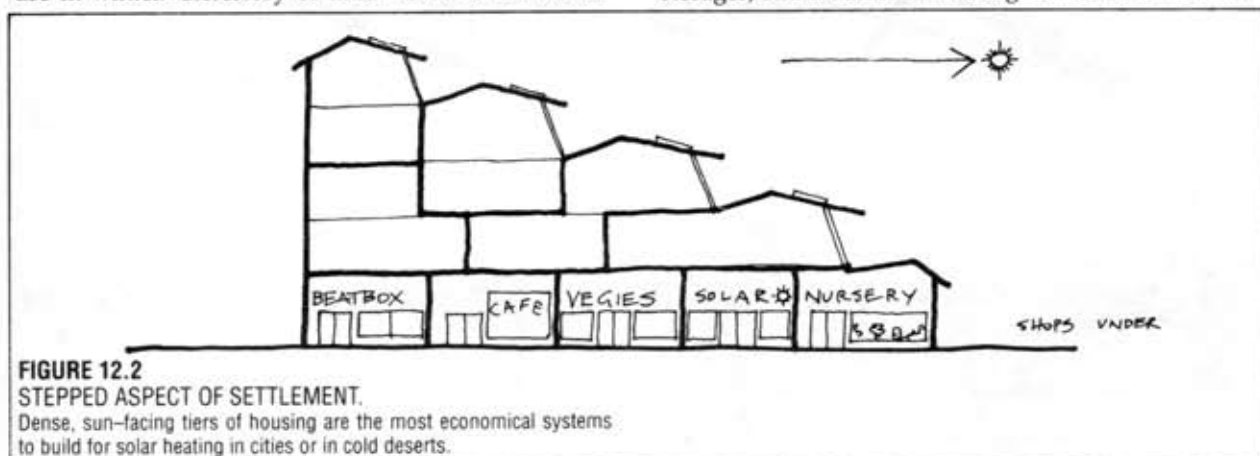 BEATBOX
CAFE
VEGIES
SOLAR
NURSERY
SHOPS UNDER
FIGURE 12.2
STEPPED ASPECT OF SETTLEMENT.
Dense, sun–facing tiers of housing are the most economical systems
to build for solar heating in cities or in cold deserts.